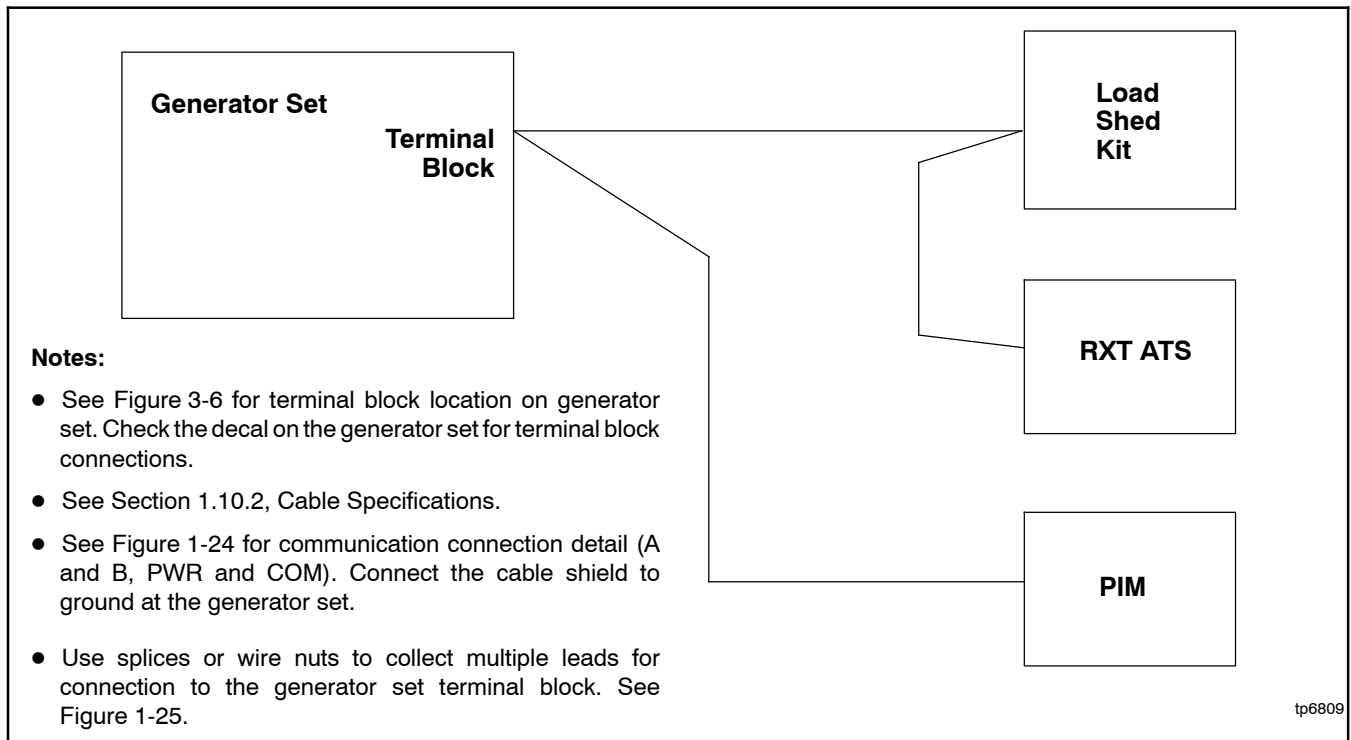 Generator Set
Terminal
Block
Load
Shed
Kit
RXT ATS
PIM
Notes:
● See Figure 3-6 for terminal block location on generator
set. Check the decal on the generator set for terminal block
connections.
● See Section 1.10.2, Cable Specifications.
● See Figure 1-24 for communication connection detail (A
and B, PWR and COM). Connect the cable shield to
ground at the generator set.
● Use splices or wire nuts to collect multiple leads for
connection to the generator set terminal block. See
Figure 1-25.
tp6809